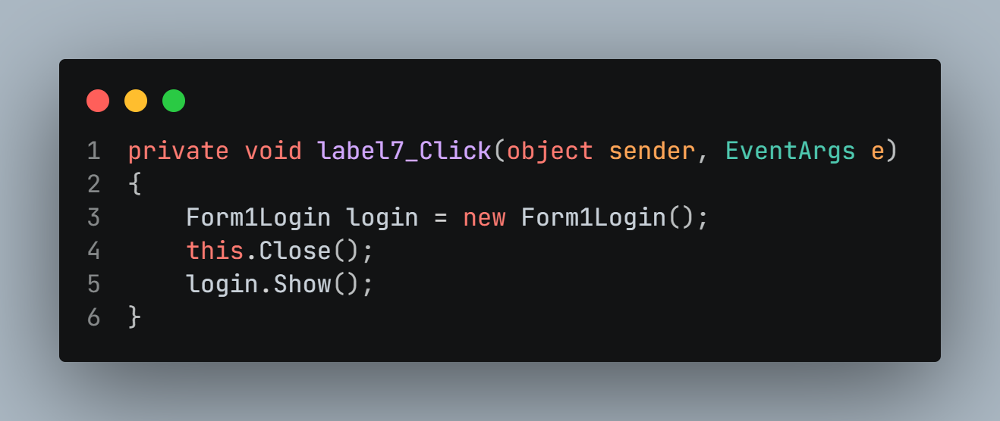 1 private void label7_Click(object sender, EventArgs e)
2 {
3     Form1Login login = new Form1Login();
4     this.Close();
5     login.Show();
6 }